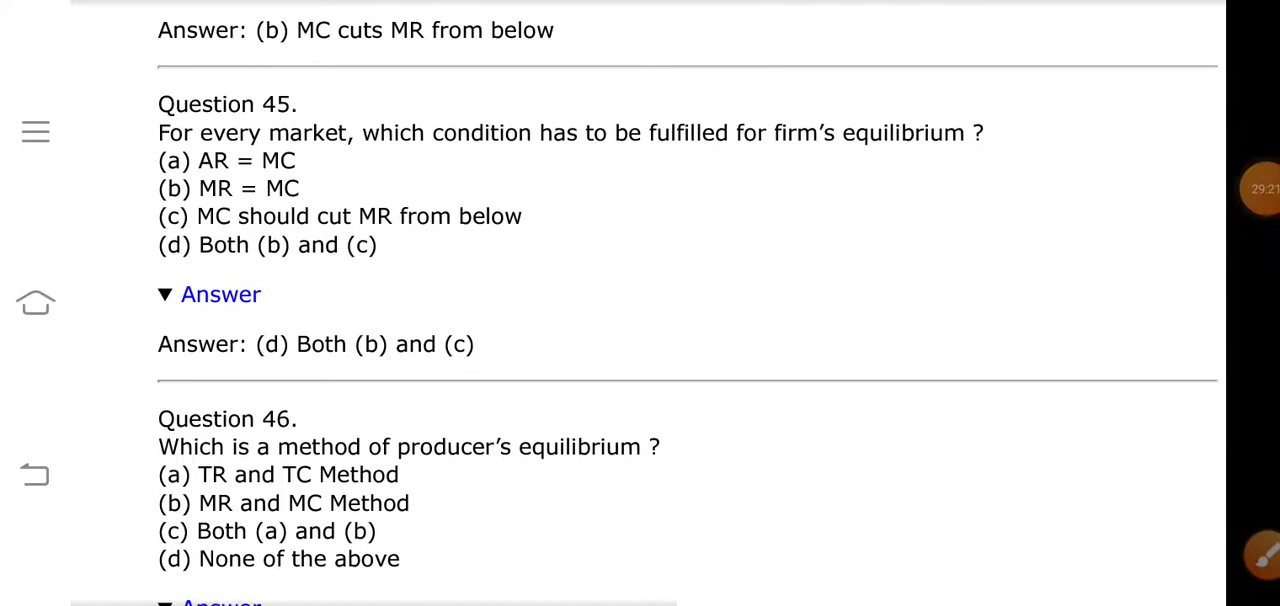 Answer: (b) MC cuts MR from below
Question 45.
For every market, which condition has to be fulfilled for firm’s equilibrium ?
(a) AR = MC
(b) MR = MC
(c) MC should cut MR from below
(d) Both (b) and (c)
▼ Answer
Answer: (d) Both (b) and (c)
Question 46.
Which is a method of producer’s equilibrium ?
(a) TR and TC Method
(b) MR and MC Method
(c) Both (a) and (b)
(d) None of the above
29:21